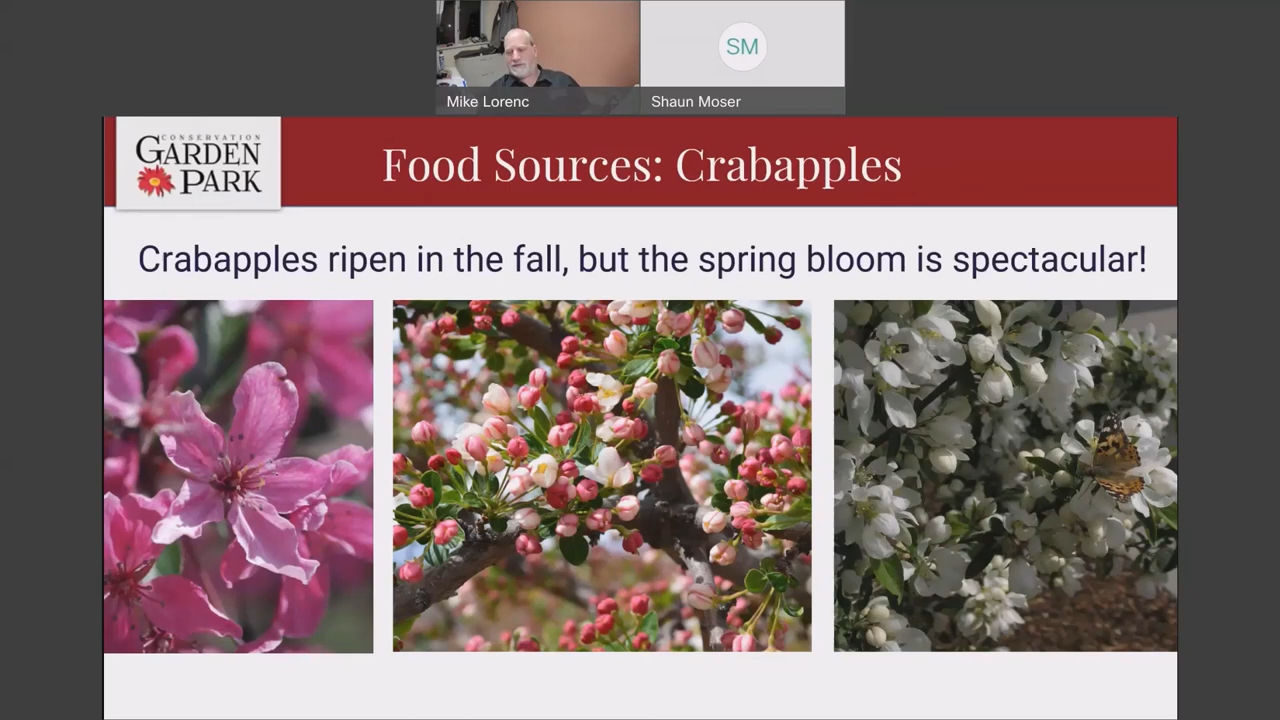 SM
Mike Lorenc
Shaun Moser
CONSERVATION
GARDEN
PARK
Food Sources: Crabapples
Crabapples ripen in the fall, but the spring bloom is spectacular!